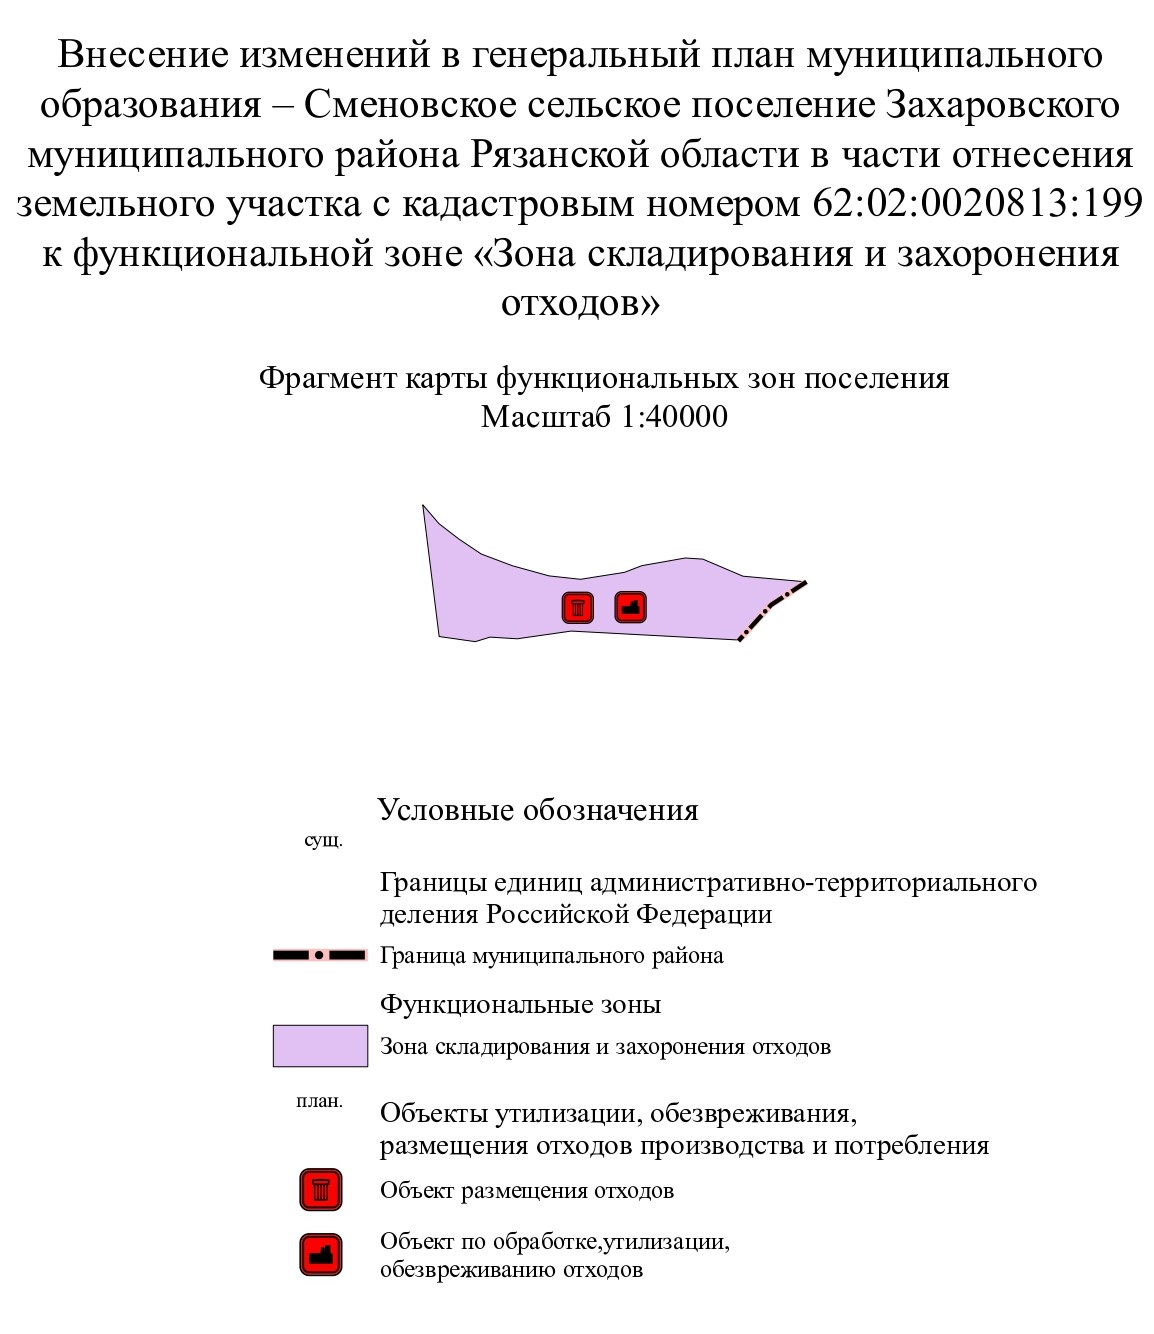 Внесение изменений в генеральный план муниципального
образования – Сменовское сельское поселение Захаровского
муниципального района Рязанской области в части отнесения
земельного участка с кадастровым номером 62:02:0020813:199
к функциональной зоне «Зона складирования и захоронения
отходов»
Фрагмент карты функциональных зон поселения
Масштаб 1:40000
Условные обозначения
сущ.
Границы единиц административно-территориального
деления Российской Федерации
Граница муниципального района
Функциональные зоны
Зона складирования и захоронения отходов
план.
Объекты утилизации, обезвреживания,
размещения отходов производства и потребления
Объект размещения отходов
Объект по обработке,утилизации,
обезвреживанию отходов